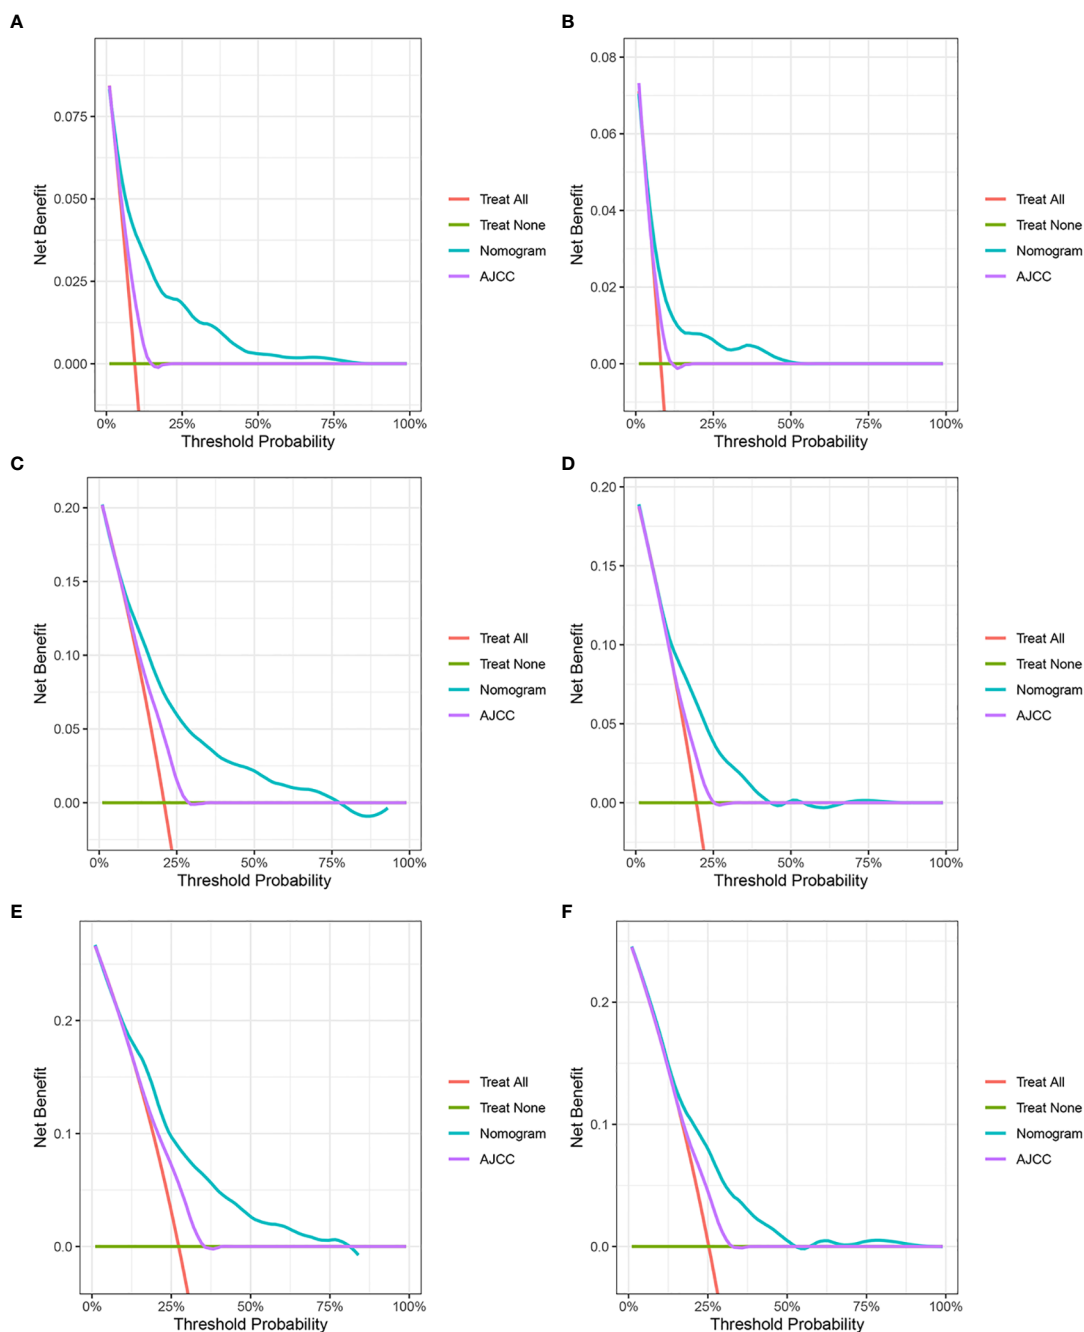 A
Net Benefit
0.075
0.050
0.025
0.000
0%
25%
50%
75%
100%
Threshold Probability
Treat All
Treat None
Nomogram
AJCC
B
Net Benefit
0.08
0.06
0.04
0.02
0.00
0%
25%
50%
75%
100%
Threshold Probability
Treat All
Treat None
Nomogram
AJCC
C
Net Benefit
0.20
0.15
0.10
0.05
0.00
0%
25%
50%
75%
100%
Threshold Probability
Treat All
Treat None
Nomogram
AJCC
D
Net Benefit
0.20
0.15
0.10
0.05
0.00
0%
25%
50%
75%
100%
Threshold Probability
Treat All
Treat None
Nomogram
AJCC
E
Net Benefit
0.2
0.1
0.0
0%
25%
50%
75%
100%
Threshold Probability
Treat All
Treat None
Nomogram
AJCC
F
Net Benefit
0.2
0.1
0.0
0%
25%
50%
75%
100%
Threshold Probability
Treat All
Treat None
Nomogram
AJCC